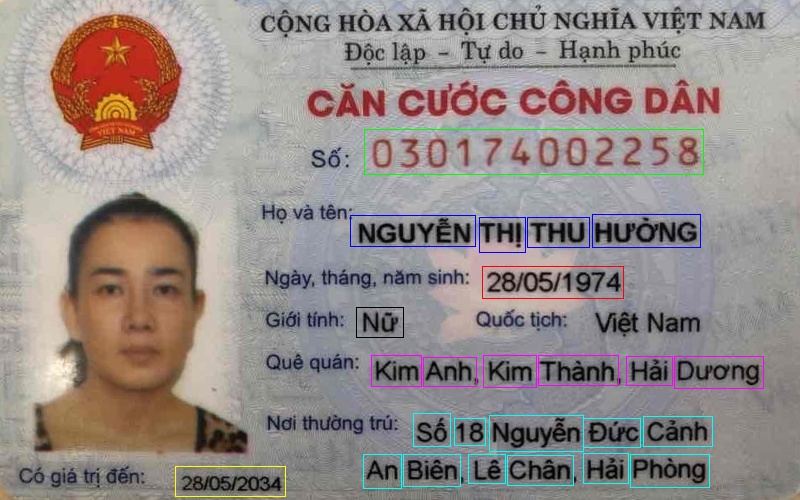 CỘNG HÒA XÃ HỘI CHỦ NGHĨA VIỆT NAM
Độc lập - Tự do - Hạnh phúc
CĂN CƯỚC CÔNG DÂN
Số: 030174002258
Họ và tên: NGUYỄN THỊ THU HƯỜNG
Ngày, tháng, năm sinh: 28/05/1974
Giới tính: Nữ Quốc tịch: Việt Nam
Quê quán: Kim Anh, Kim Thành, Hải Dương
Nơi thường trú: Số 18 Nguyễn Đức Cảnh
An Biên, Lê Chân, Hải Phòng
Có giá trị đến: 28/05/2034
VIỆT NAM